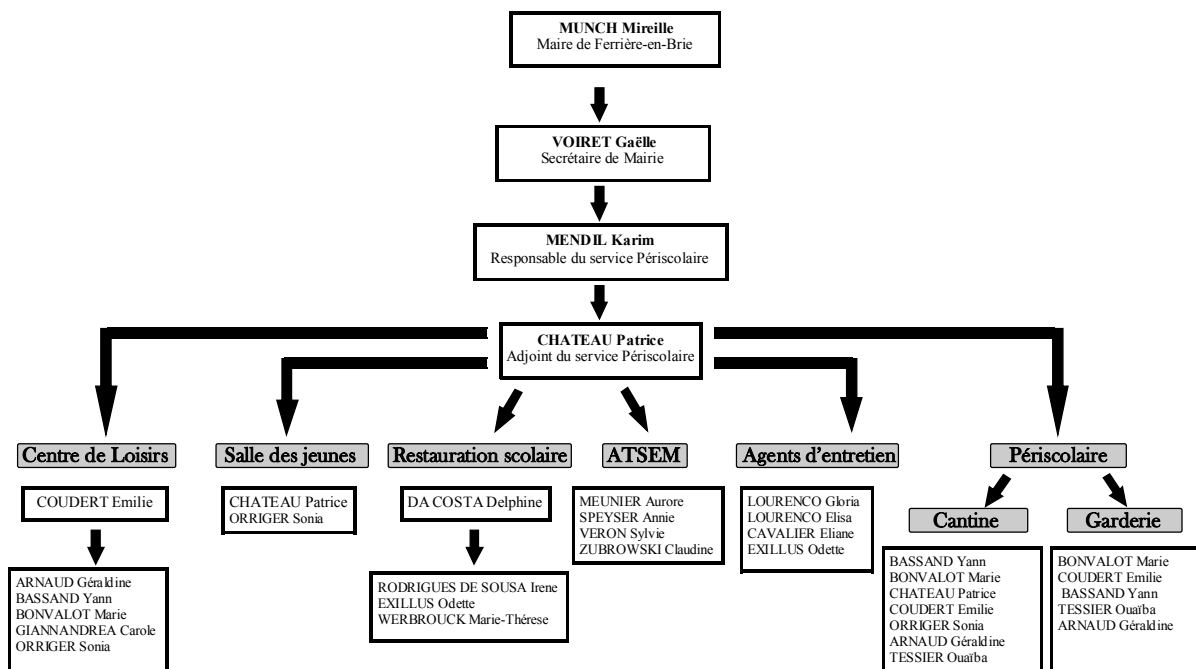 MUNCH Mireille
Maire de Ferrière-en-Brie
VOIRET Gaëlle
Secrétaire de Mairie
MENDIL Karim
Responsable du service Périscolaire
CHATEAU Patrice
Adjoint du service Périscolaire
Centre de Loisirs
COUDERT Emilie
ARNAUD Géraldine
BASSAND Yann
BONVALOT Marie
GIANNANDREA Carole
ORRIGER Sonia
Salle des jeunes
CHATEAU Patrice
ORRIGER Sonia
Restauration scolaire
DA COSTA Delphine
RODRIGUES DE SOUSA Irene
EXILLUS Odette
WERBROUCK Marie-Thérese
ATSEM
MEUNIER Aurore
SPEYSER Annie
VERON Sylvie
ZUBROWSKI Claudine
Agents d'entretien
LOURENCO Gloria
LOURENCO Elisa
CAVALIER Eliane
EXILLUS Odette
Périscolaire
Cantine
BASSAND Yann
BONVALOT Marie
CHATEAU Patrice
COUDERT Emilie
ORRIGER Sonia
ARNAUD Géraldine
TESSIER Ouaïba
Garderie
BONVALOT Marie
COUDERT Emilie
BASSAND Yann
TESSIER Ouaïba
ARNAUD Géraldine